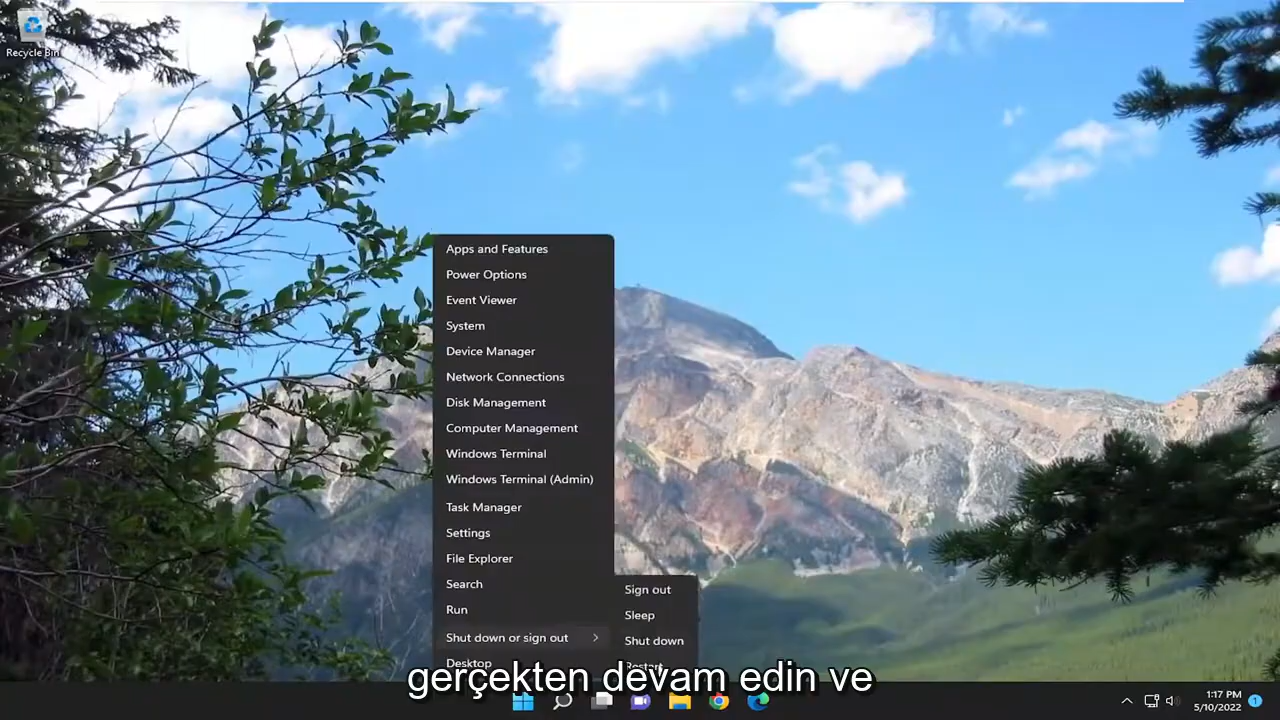 Recycle Bin
Apps and Features
Power Options
Event Viewer
System
Device Manager
Network Connections
Disk Management
Computer Management
Windows Terminal
Windows Terminal (Admin)
Task Manager
Settings
File Explorer
Search
Run
Shut down or sign out
Desktop
Sign out
Sleep
Shut down
Restart
gerçekten devam edin ve
1:17 PM
5/10/2022
1